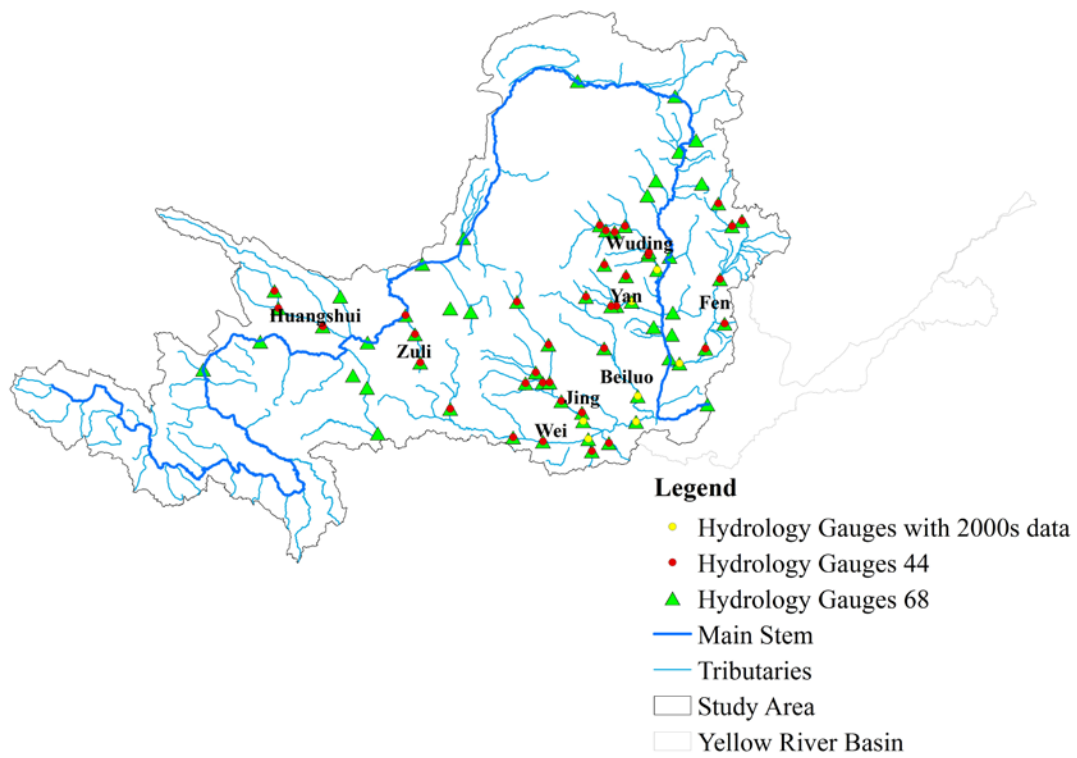 Wuding
Yan
Fen
Huangshui
Zuli
Beiluo
Jing
Wei
Legend
Hydrology Gauges with 2000s data
Hydrology Gauges 44
Hydrology Gauges 68
Main Stem
Tributaries
Study Area
Yellow River Basin